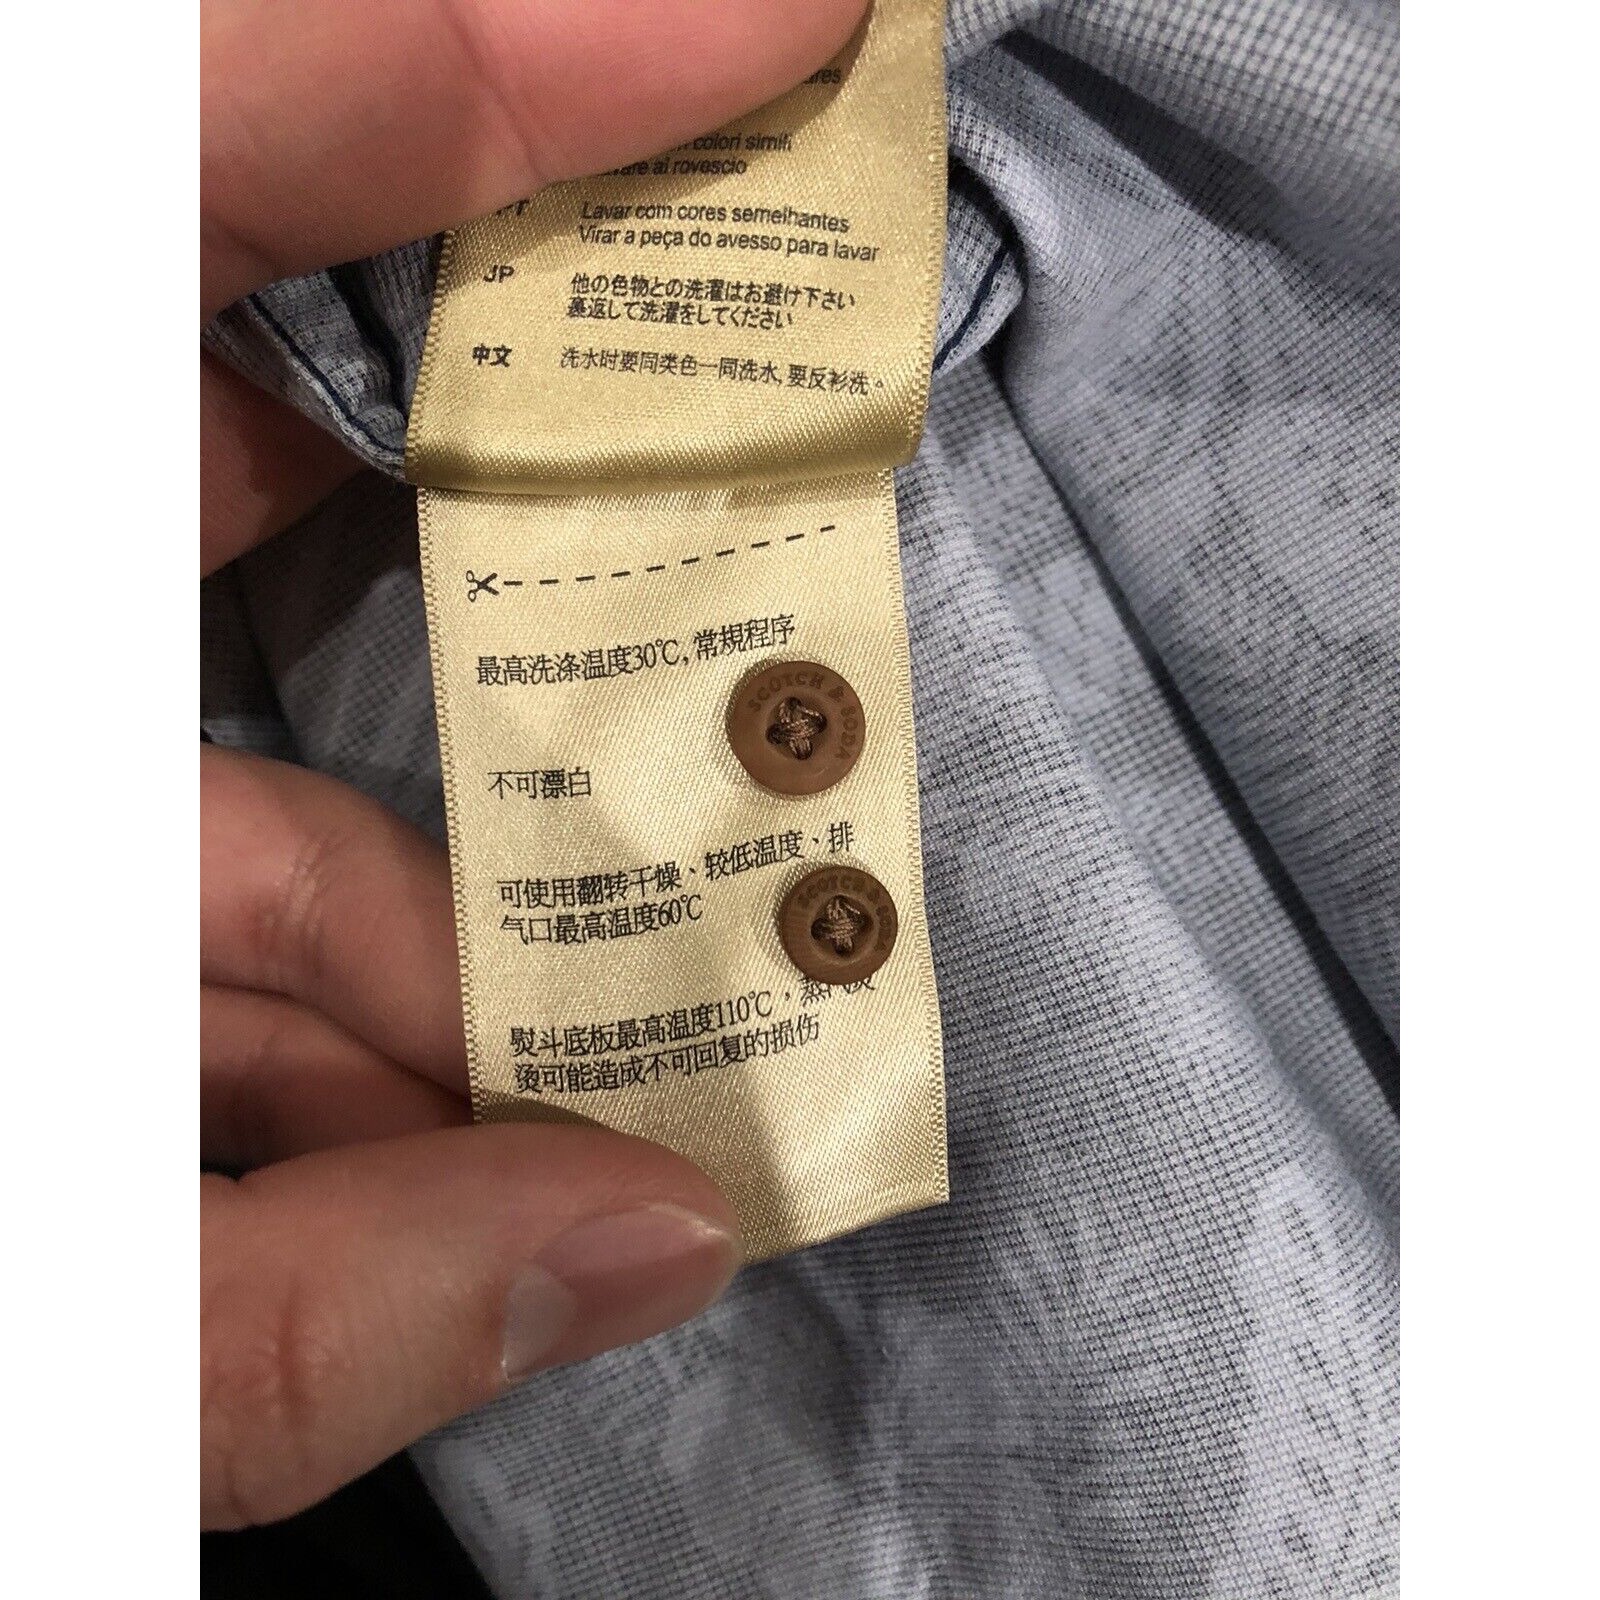 colori simili
al rovescio
Lavar com cores semelhantes
Virar a peça do avesso para lavar
JP
他の色物との洗濯はお避け下さい
裏返して洗濯をしてください
中文
洗水时要同类色一同洗水,要反衫洗。
最高洗涤温度30℃,常规程序
SCOTCH & SODA
不可漂白
可使用翻转干燥、较低温度、排
气口最高温度60℃
SCOTCH & SODA
熨斗底板最高温度110℃,蒸
烫可能造成不可回复的损伤